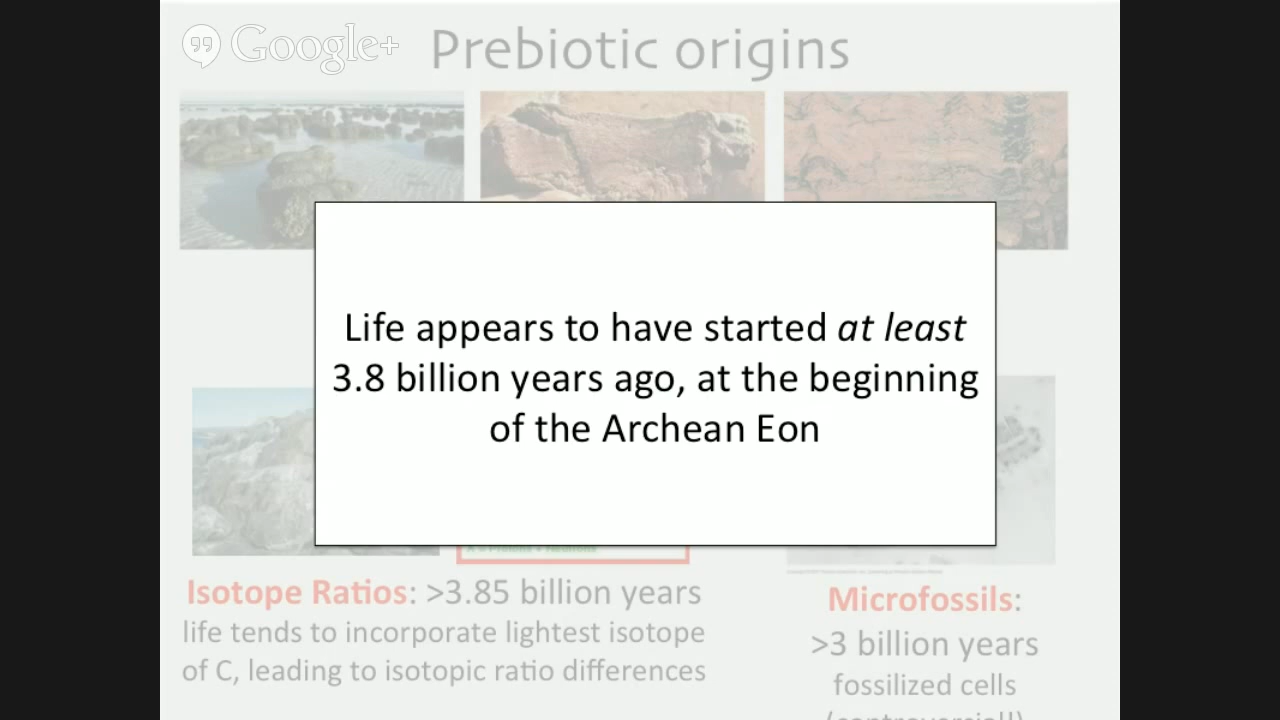 Google+
Prebiotic origins
Life appears to have started at least
3.8 billion years ago, at the beginning
of the Archean Eon
Isotope Ratios: >3.85 billion years
life tends to incorporate lightest isotope
of C, leading to isotopic ratio differences
Microfossils:
>3 billion years
fossilized cells